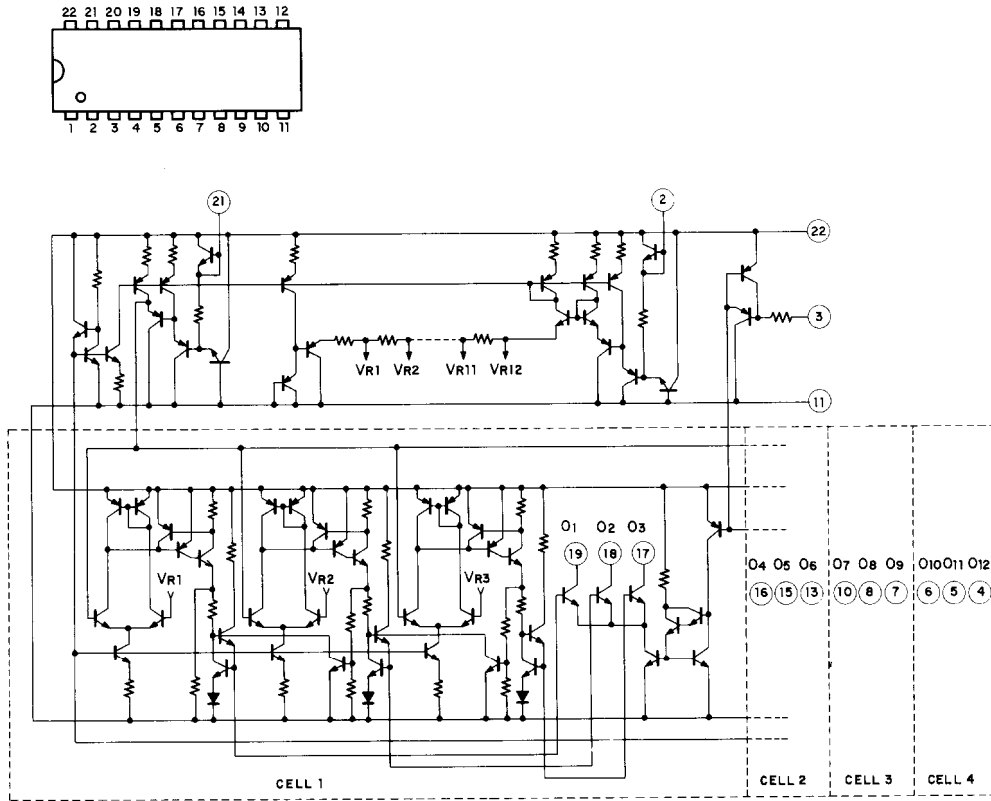 22 21 20 19 18 17 16 15 14 13 12
1 2 3 4 5 6 7 8 9 10 11
21
2
22
3
VR1 VR2 VR11 VR12
11
VR1 VR2 VR3
O1 O2 O3
19 18 17
O4 O5 O6 O7 O8 O9 O10 O11 O12
16 15 13 10 8 7 6 5 4
CELL 1 CELL 2 CELL 3 CELL 4